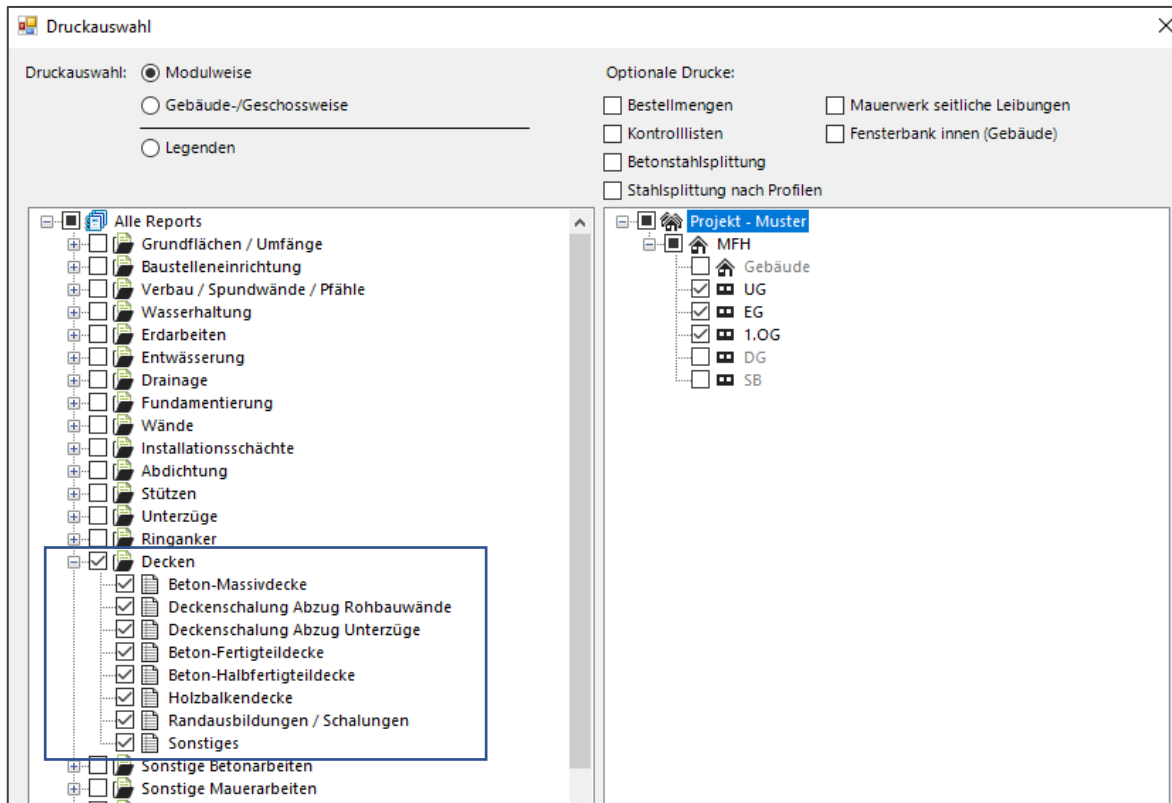 Druckauswahl
Druckauswahl:
Modulweise
Gebäude-/Geschossweise
Legenden
Optionale Drucke:
Bestellmengen
Mauerwerk seitliche Leibungen
Kontrolllisten
Fensterbank innen (Gebäude)
Betonstahlsplittung
Stahlsplittung nach Profilen
Alle Reports
Grundflächen / Umfänge
Baustelleneinrichtung
Verbau / Spundwände / Pfähle
Wasserhaltung
Erdarbeiten
Entwässerung
Drainage
Fundamentierung
Wände
Installationsschächte
Abdichtung
Stützen
Unterzüge
Ringanker
Decken
Beton-Massivdecke
Deckenschalung Abzug Rohbauwände
Deckenschalung Abzug Unterzüge
Beton-Fertigteildecke
Beton-Halbfertigteildecke
Holzbalkendecke
Randausbildungen / Schalungen
Sonstiges
Sonstige Betonarbeiten
Sonstige Mauerarbeiten
Projekt - Muster
MFH
Gebäude
UG
EG
1.OG
DG
SB